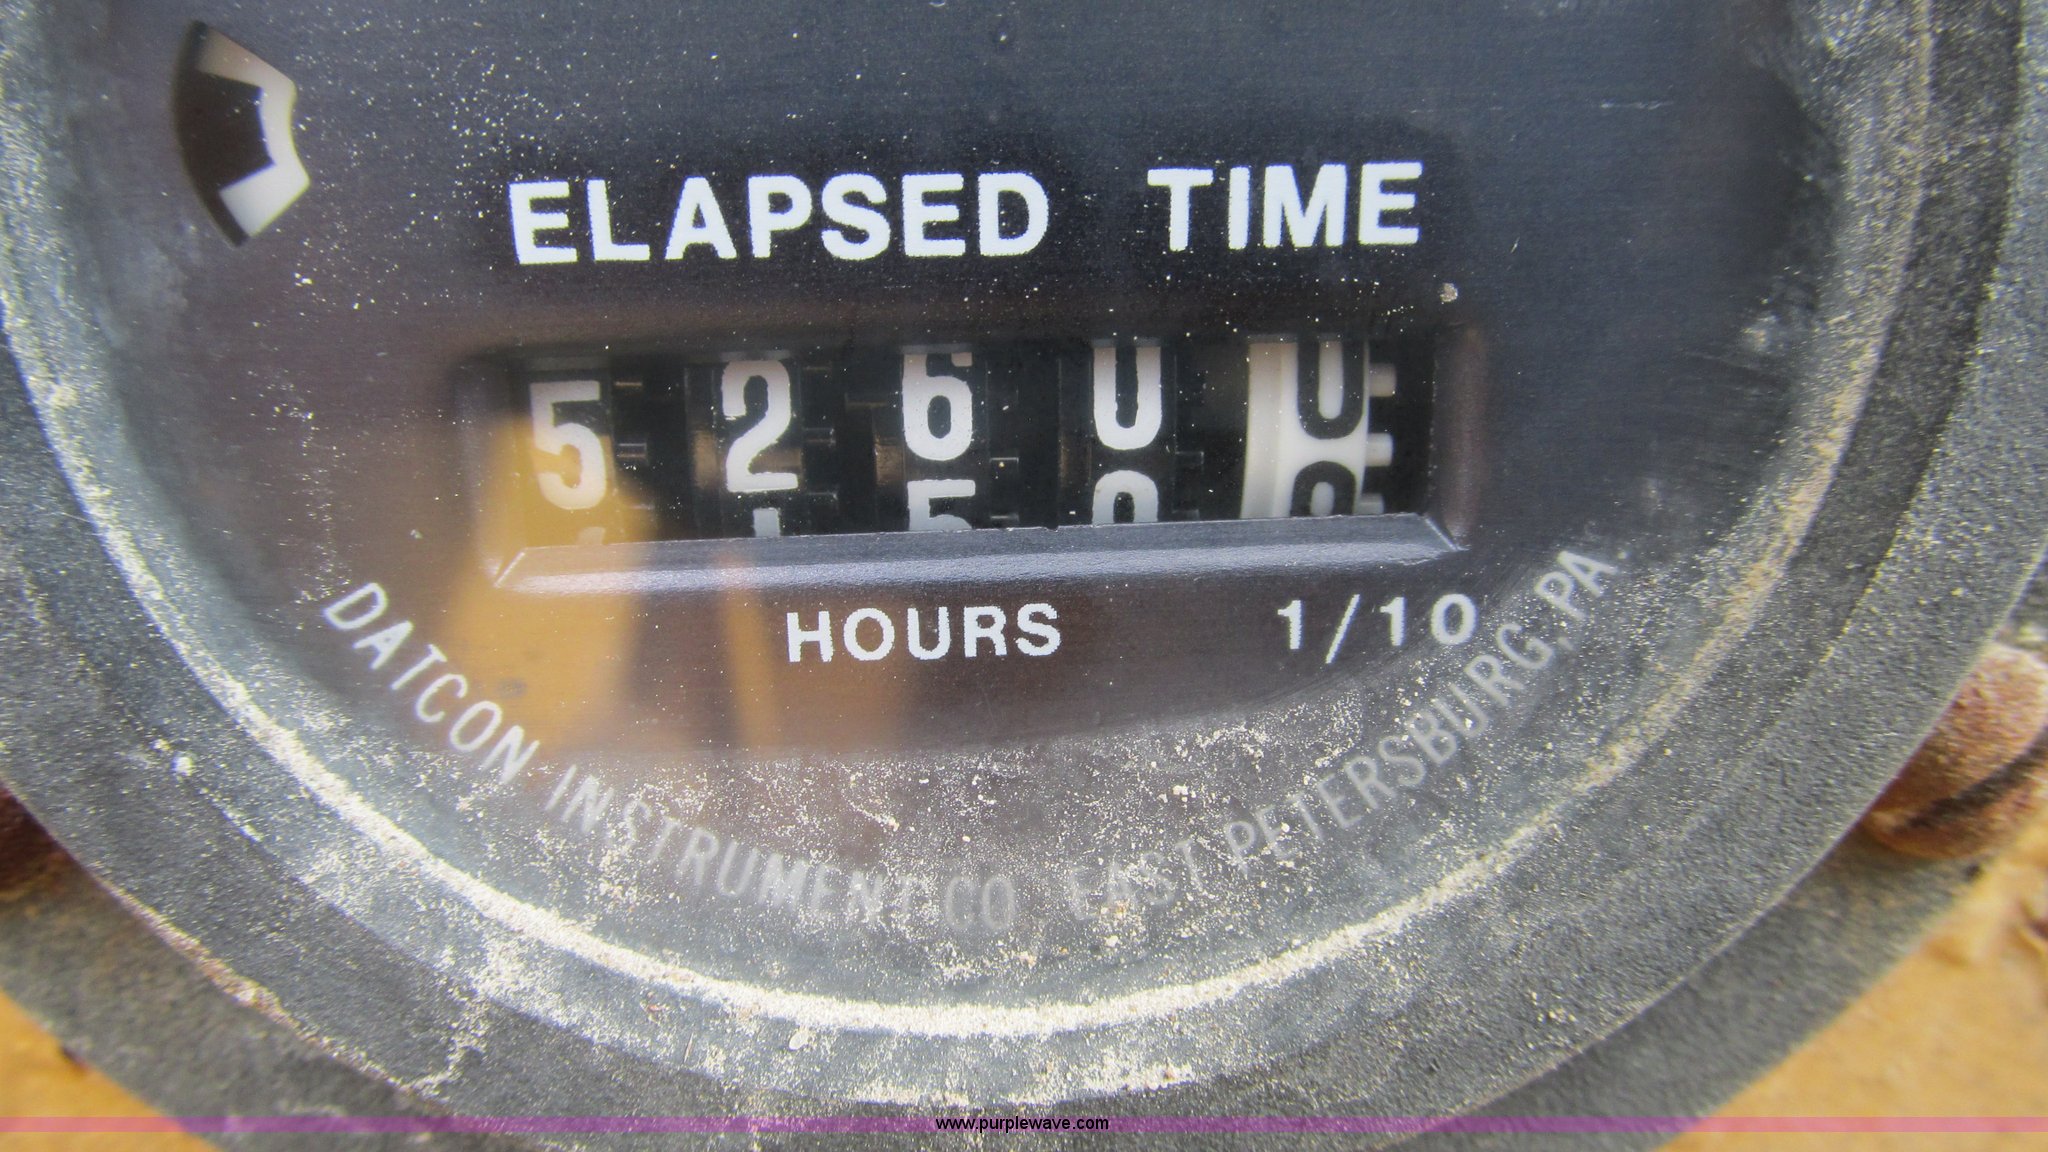 ELAPSED TIME
5 2 6 0 0
HOURS 1/10
DATCON INSTRUMENT CO. EAST PETERSBURG, PA.
www.purplewave.com